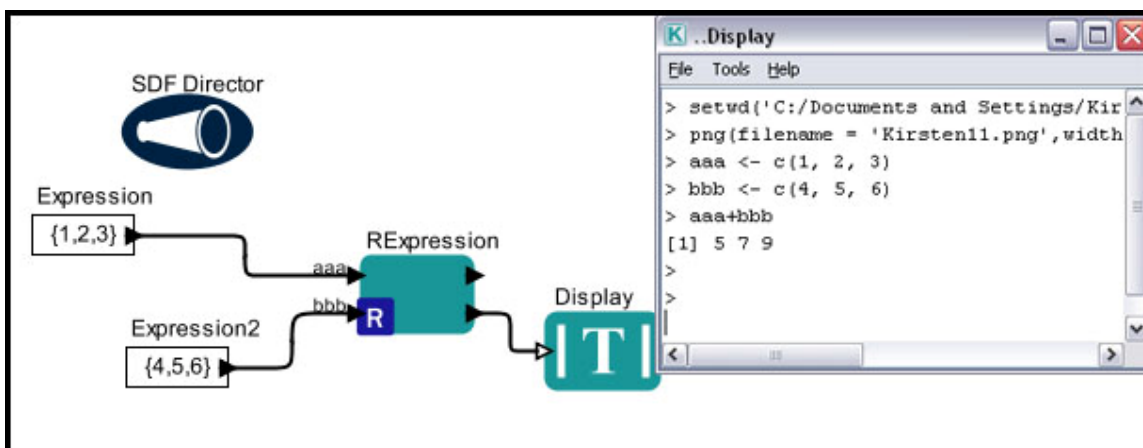 SDF Director
Expression
{1,2,3}
aaa
RExpression
bbb
R
Expression2
{4,5,6}
Display
T
K ..Display
File Tools Help
> setwd('C:/Documents and Settings/Kir
> png(filename = 'Kirsten11.png',width
> aaa <- c(1, 2, 3)
> bbb <- c(4, 5, 6)
> aaa+bbb
[1] 5 7 9
>
>